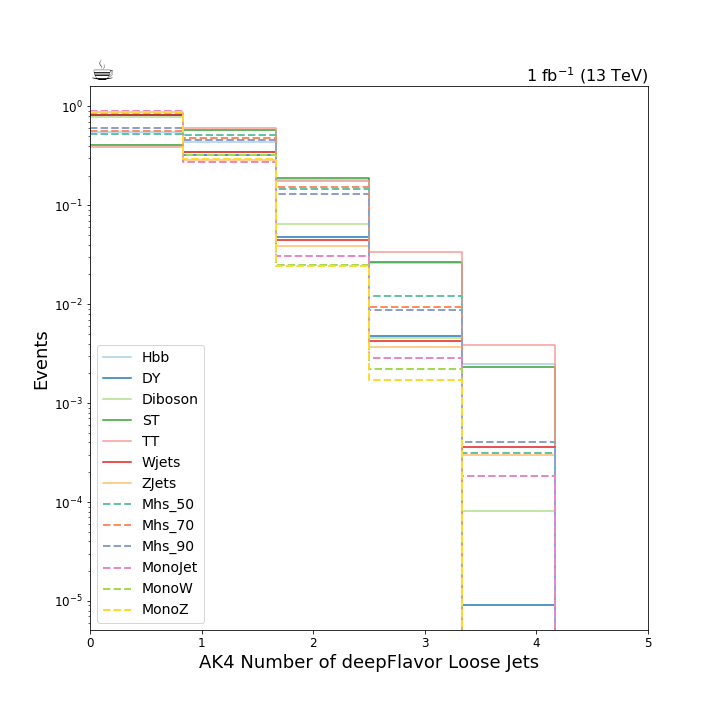 ☕
1 fb⁻¹ (13 TeV)
Events
10⁰
10⁻¹
10⁻²
10⁻³
10⁻⁴
10⁻⁵
Hbb
DY
Diboson
ST
TT
Wjets
ZJets
Mhs_50
Mhs_70
Mhs_90
MonoJet
MonoW
MonoZ
0 1 2 3 4 5
AK4 Number of deepFlavor Loose Jets